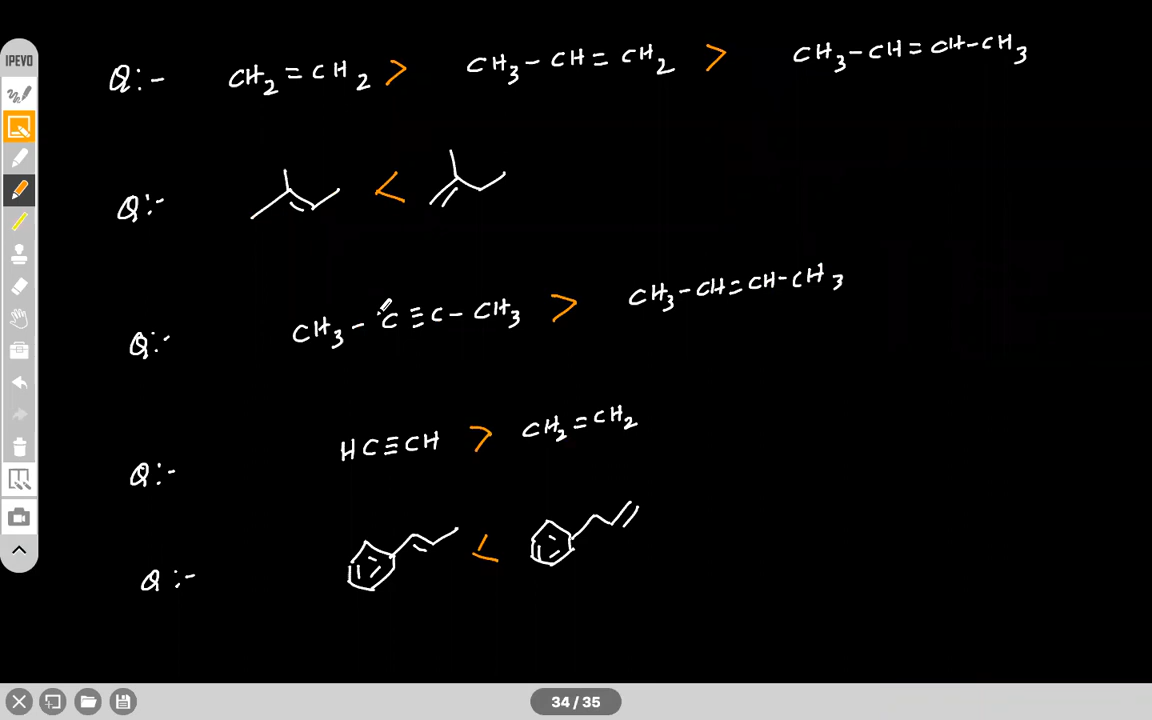 IPEVO
Q:- CH₂=CH₂ > CH₃-CH=CH₂ > CH₃-CH=CH-CH₃
Q:- <
Q:- CH₃-C≡C-CH₃ > CH₃-CH=CH-CH₃
Q:- HC≡CH > CH₂=CH₂
Q:- <
34 / 35